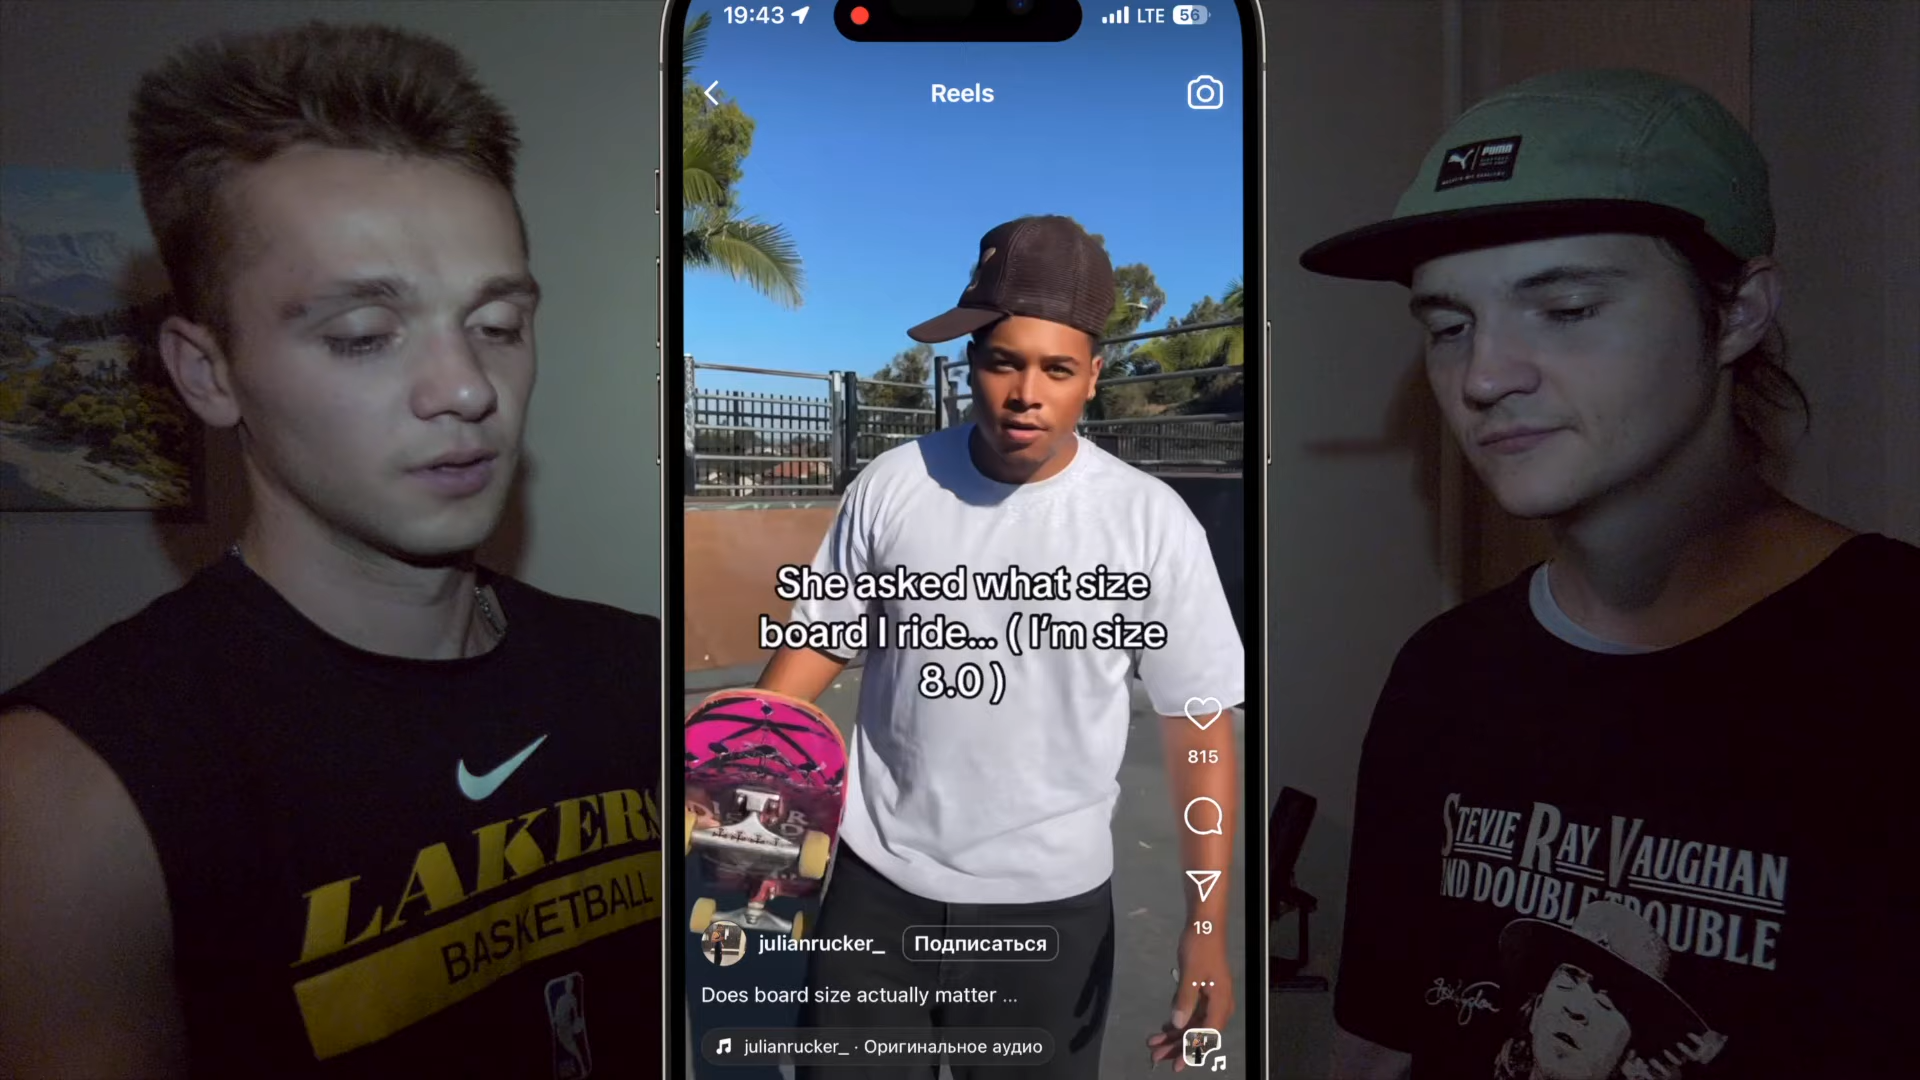 19:43
LTE
56
Reels
PUMA
She asked what size
board I ride... ( I'm size
8.0 )
815
19
LAKERS
BASKETBALL
STEVIE RAY VAUGHAN
AND DOUBLE TROUBLE
julianrucker_
Подписаться
Does board size actually matter ...
julianrucker_ · Оригинальное аудио